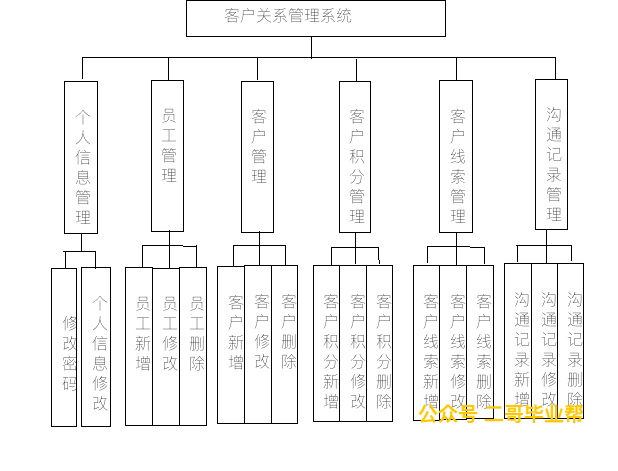 客户关系管理系统
个人信息管理
员工管理
客户管理
客户积分管理
客户线索管理
沟通记录管理
修改密码
个人信息修改
员工新增
员工修改
员工删除
客户新增
客户修改
客户删除
客户积分新增
客户积分修改
客户积分删除
客户线索新增
客户线索修改
客户线索删除
沟通记录新增
沟通记录修改
沟通记录删除
公众号 二哥毕业帮